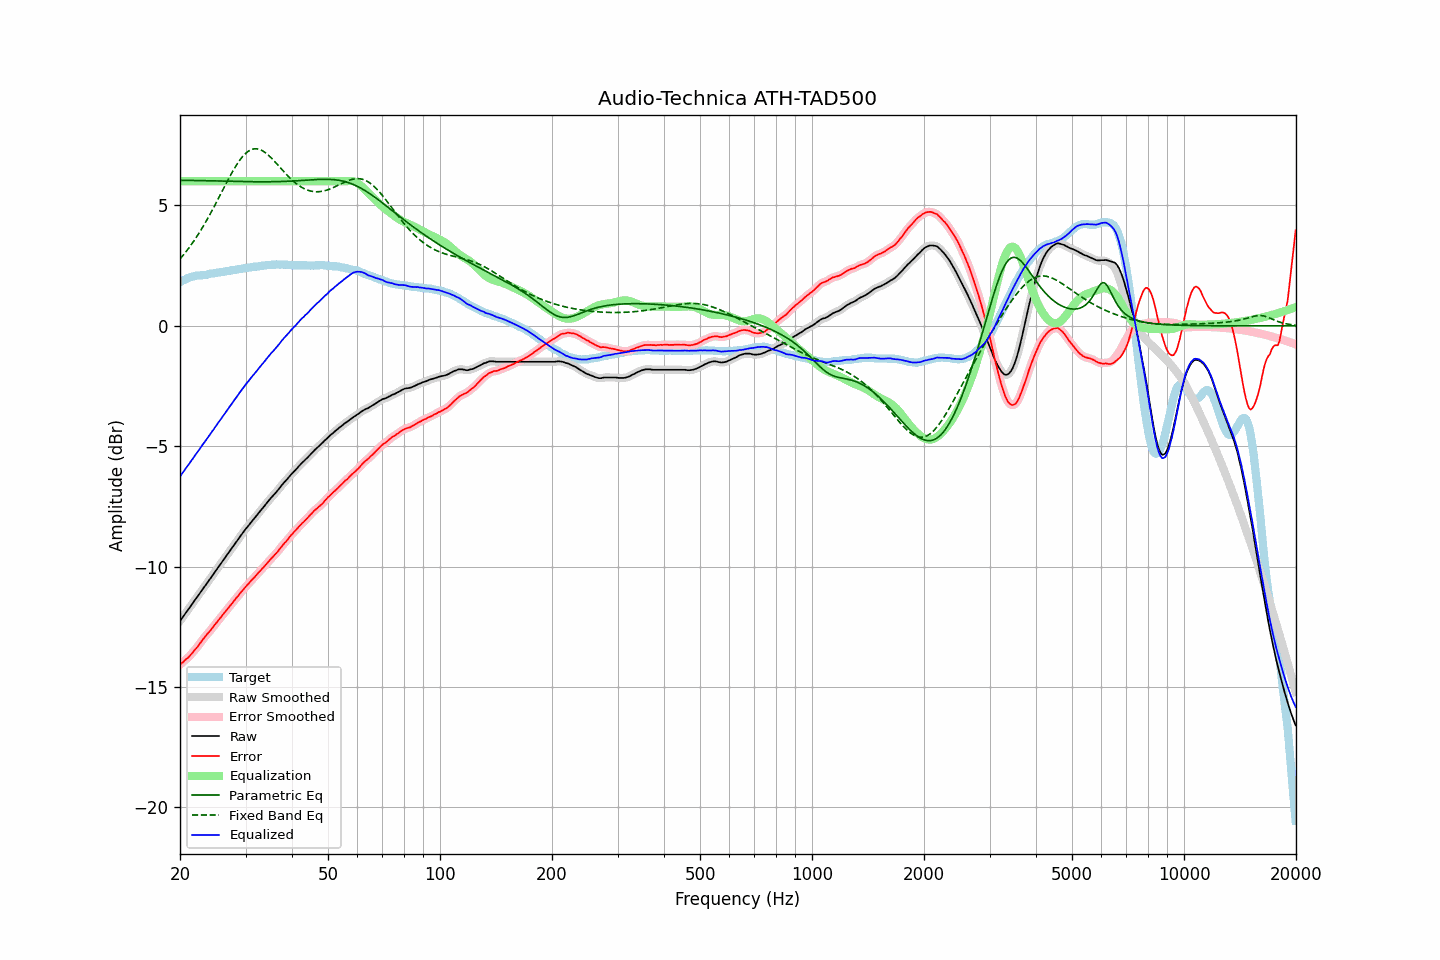 Audio-Technica ATH-TAD500
Amplitude (dBr)
5
0
−5
−10
−15
−20
Target
Raw Smoothed
Error Smoothed
Raw
Error
Equalization
Parametric Eq
Fixed Band Eq
Equalized
20 50 100 200 500 1000 2000 5000 10000 20000
Frequency (Hz)